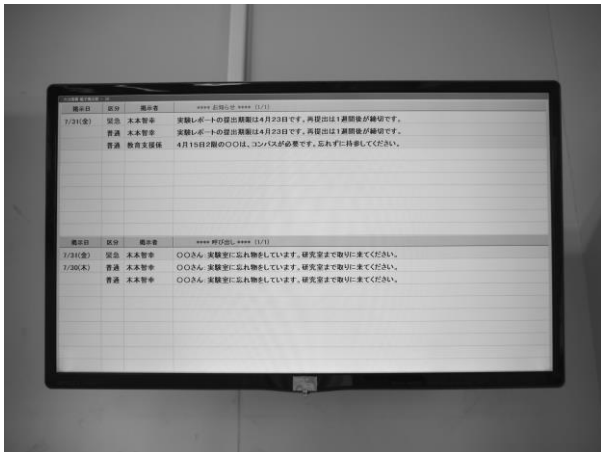 掲示日 区分 掲示者 **** お知らせ **** (1/1)
7/31(金) 緊急 木本智幸 実験レポートの提出期限は4月23日です。再提出は1週間後が締切です。
普通 木本智幸 実験レポートの提出期限は4月23日です。再提出は1週間後が締切です。
普通 教育支援係 4月15日2限の〇〇は、コンパスが必要です。忘れずに持参してください。
掲示日 区分 掲示者 **** 呼び出し **** (1/1)
7/31(金) 緊急 木本智幸 〇〇さん 実験室に忘れ物をしています。研究室まで取りに来てください。
7/30(木) 普通 木本智幸 〇〇さん 実験室に忘れ物をしています。研究室まで取りに来てください。
普通 木本智幸 〇〇さん 実験室に忘れ物をしています。研究室まで取りに来てください。